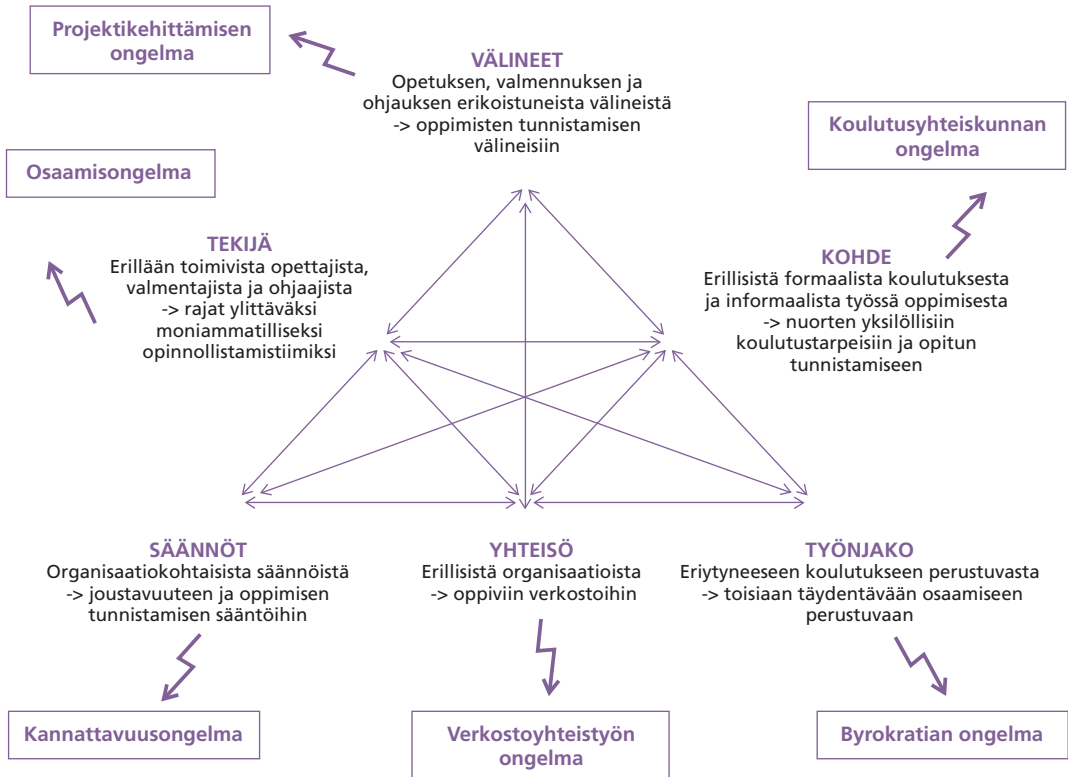 Projektikehittämisen
ongelma
VÄLINEET
Opetuksen, valmennuksen ja
ohjauksen erikoistuneista välineistä
-> oppimisten tunnistamisen
välineisiin
Koulutusyhteiskunnan
ongelma
Osaamisongelma
TEKIJÄ
Erillään toimivista opettajista,
valmentajista ja ohjaajista
-> rajat ylittäväksi
moniammatilliseksi
opinnollistamistiimiksi
KOHDE
Erillisistä formaalista koulutuksesta
ja informaalista työssä oppimisesta
-> nuorten yksilöllisiin
koulutustarpeisiin ja opitun
tunnistamiseen
SÄÄNNÖT
Organisaatiokohtaisista säännöistä
-> joustavuuteen ja oppimisen
tunnistamisen sääntöihin
YHTEISÖ
Erillisistä organisaatioista
-> oppiviin verkostoihin
TYÖNJAKO
Eriytyneeseen koulutukseen perustuvasta
-> toisiaan täydentävään osaamiseen
perustuvaan
Kannattavuusongelma
Verkostoyhteistyön
ongelma
Byrokratian ongelma